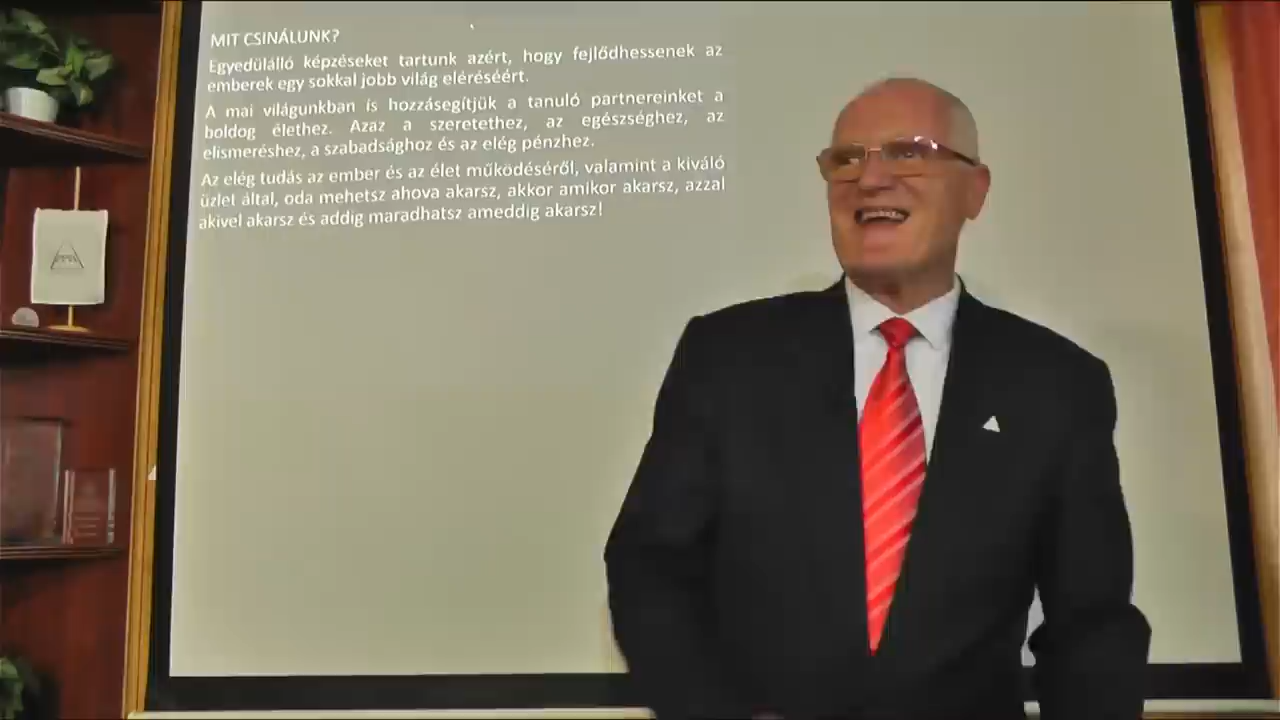 MIT CSINÁLUNK?
Egyedülálló képzéseket tartunk azért, hogy fejlődhessenek az
emberek egy sokkal jobb világ eléréséért.
A mai világunkban is hozzásegítjük a tanuló partnereinket a
boldog élethez. Azaz a szeretethez, az egészséghez, az
elismeréshez, a szabadsághoz és az elég pénzhez.
Az elég tudás az ember és az élet működéséről, valamint a kiváló
üzlet által, oda mehetsz ahova akarsz, akkor amikor akarsz, azzal
akivel akarsz és addig maradhatsz ameddig akarsz!